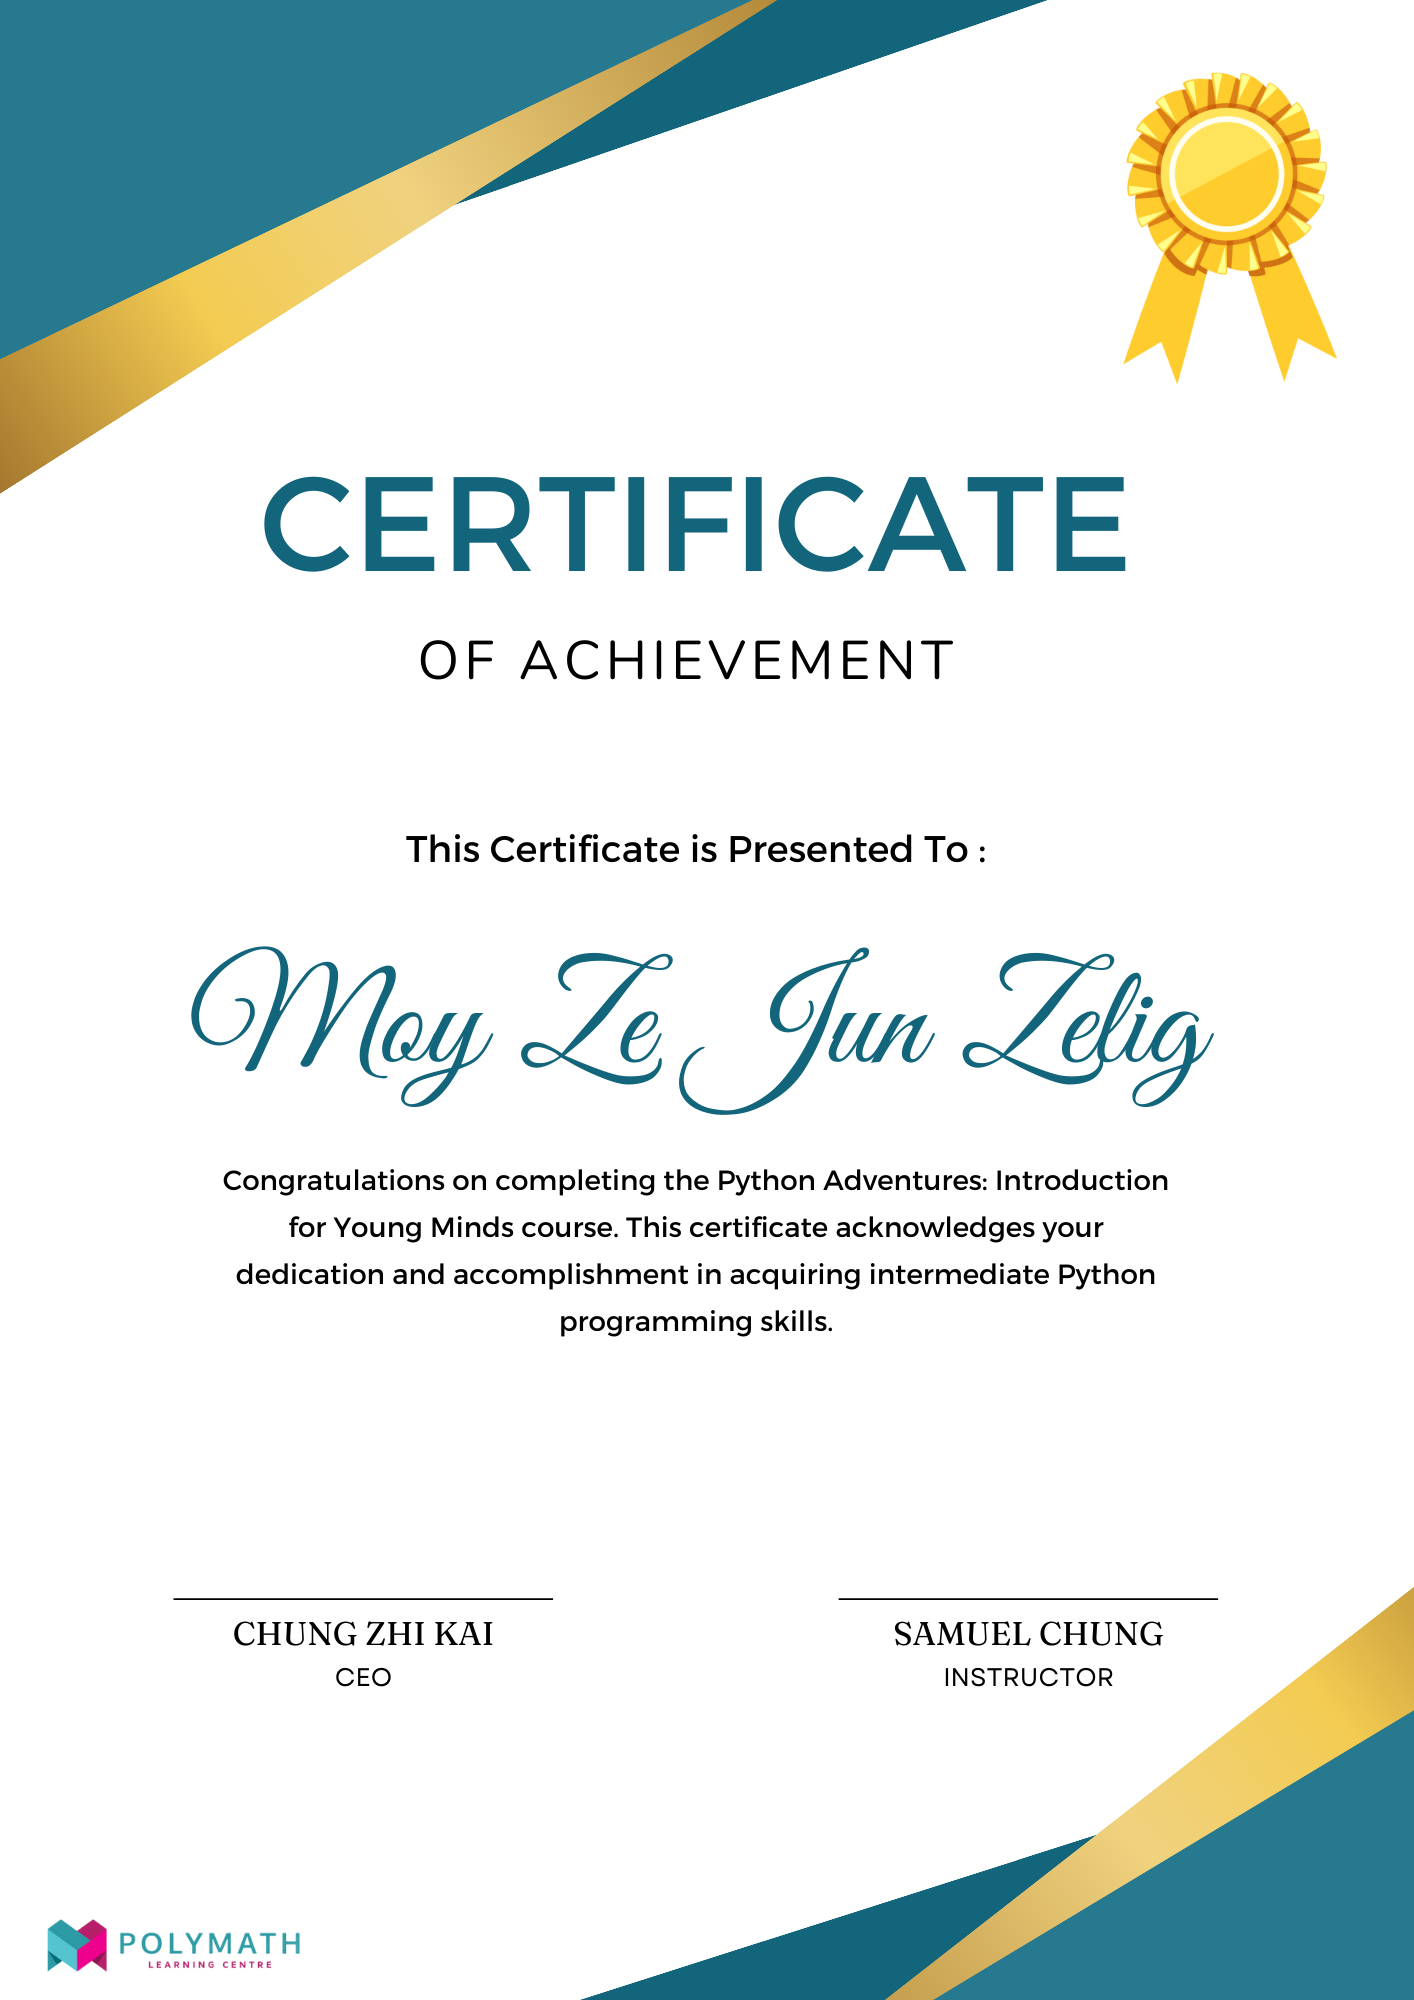 CERTIFICATE
OF ACHIEVEMENT
This Certificate is Presented To :
Moy Ze Jun Zelig
Congratulations on completing the Python Adventures: Introduction
for Young Minds course. This certificate acknowledges your
dedication and accomplishment in acquiring intermediate Python
programming skills.
CHUNG ZHI KAI
CEO
SAMUEL CHUNG
INSTRUCTOR
POLYMATH
LEARNING CENTRE